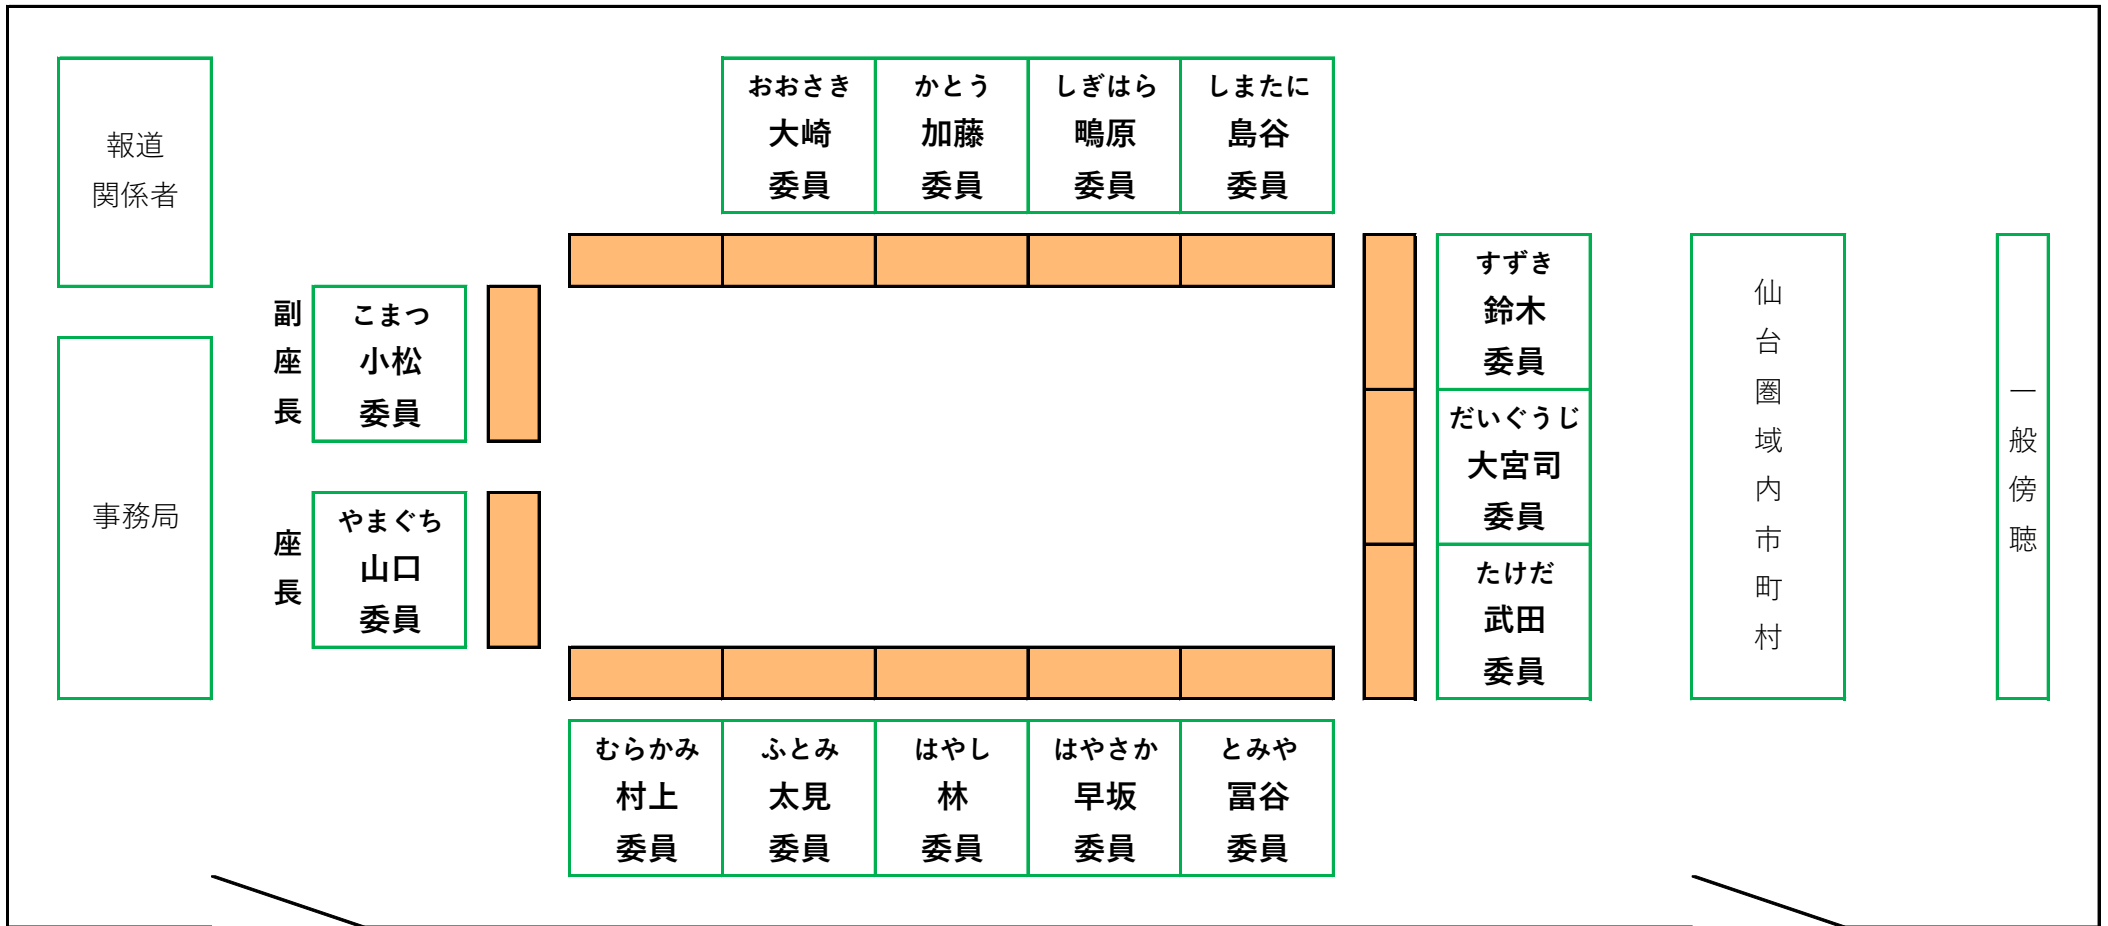 報道
関係者
事務局
おおさき
大崎
委員
かとう
加藤
委員
しぎはら
鴫原
委員
しまたに
島谷
委員
副座長
こまつ
小松
委員
座長
やまぐち
山口
委員
すずき
鈴木
委員
だいぐうじ
大宮司
委員
たけだ
武田
委員
仙台圏域内市町村
一般傍聴
むらかみ
村上
委員
ふとみ
太見
委員
はやし
林
委員
はやさか
早坂
委員
とみや
冨谷
委員